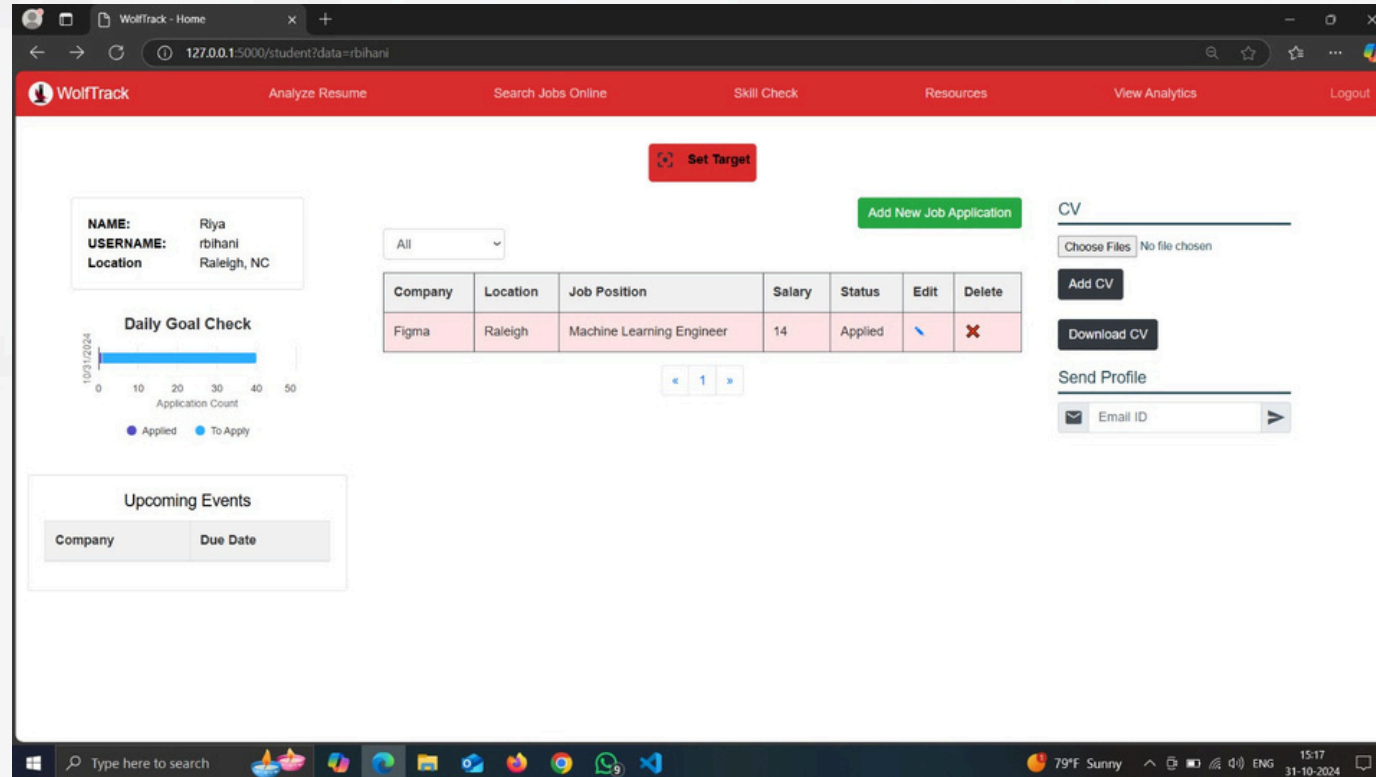 WolfTrack - Home
127.0.0.1:5000/student?data=rbihani
WolfTrack Analyze Resume Search Jobs Online Skill Check Resources View Analytics Logout
Set Target
NAME: Riya
USERNAME: rbihani
Location Raleigh, NC
Daily Goal Check
10/31/2024
0 10 20 30 40 50
Application Count
Applied To Apply
Upcoming Events
Company Due Date
Add New Job Application
All
Company Location Job Position Salary Status Edit Delete
Figma Raleigh Machine Learning Engineer 14 Applied
« 1 »
CV
Choose Files No file chosen
Add CV
Download CV
Send Profile
Email ID
Type here to search
9
79°F Sunny ENG
15:17
31-10-2024